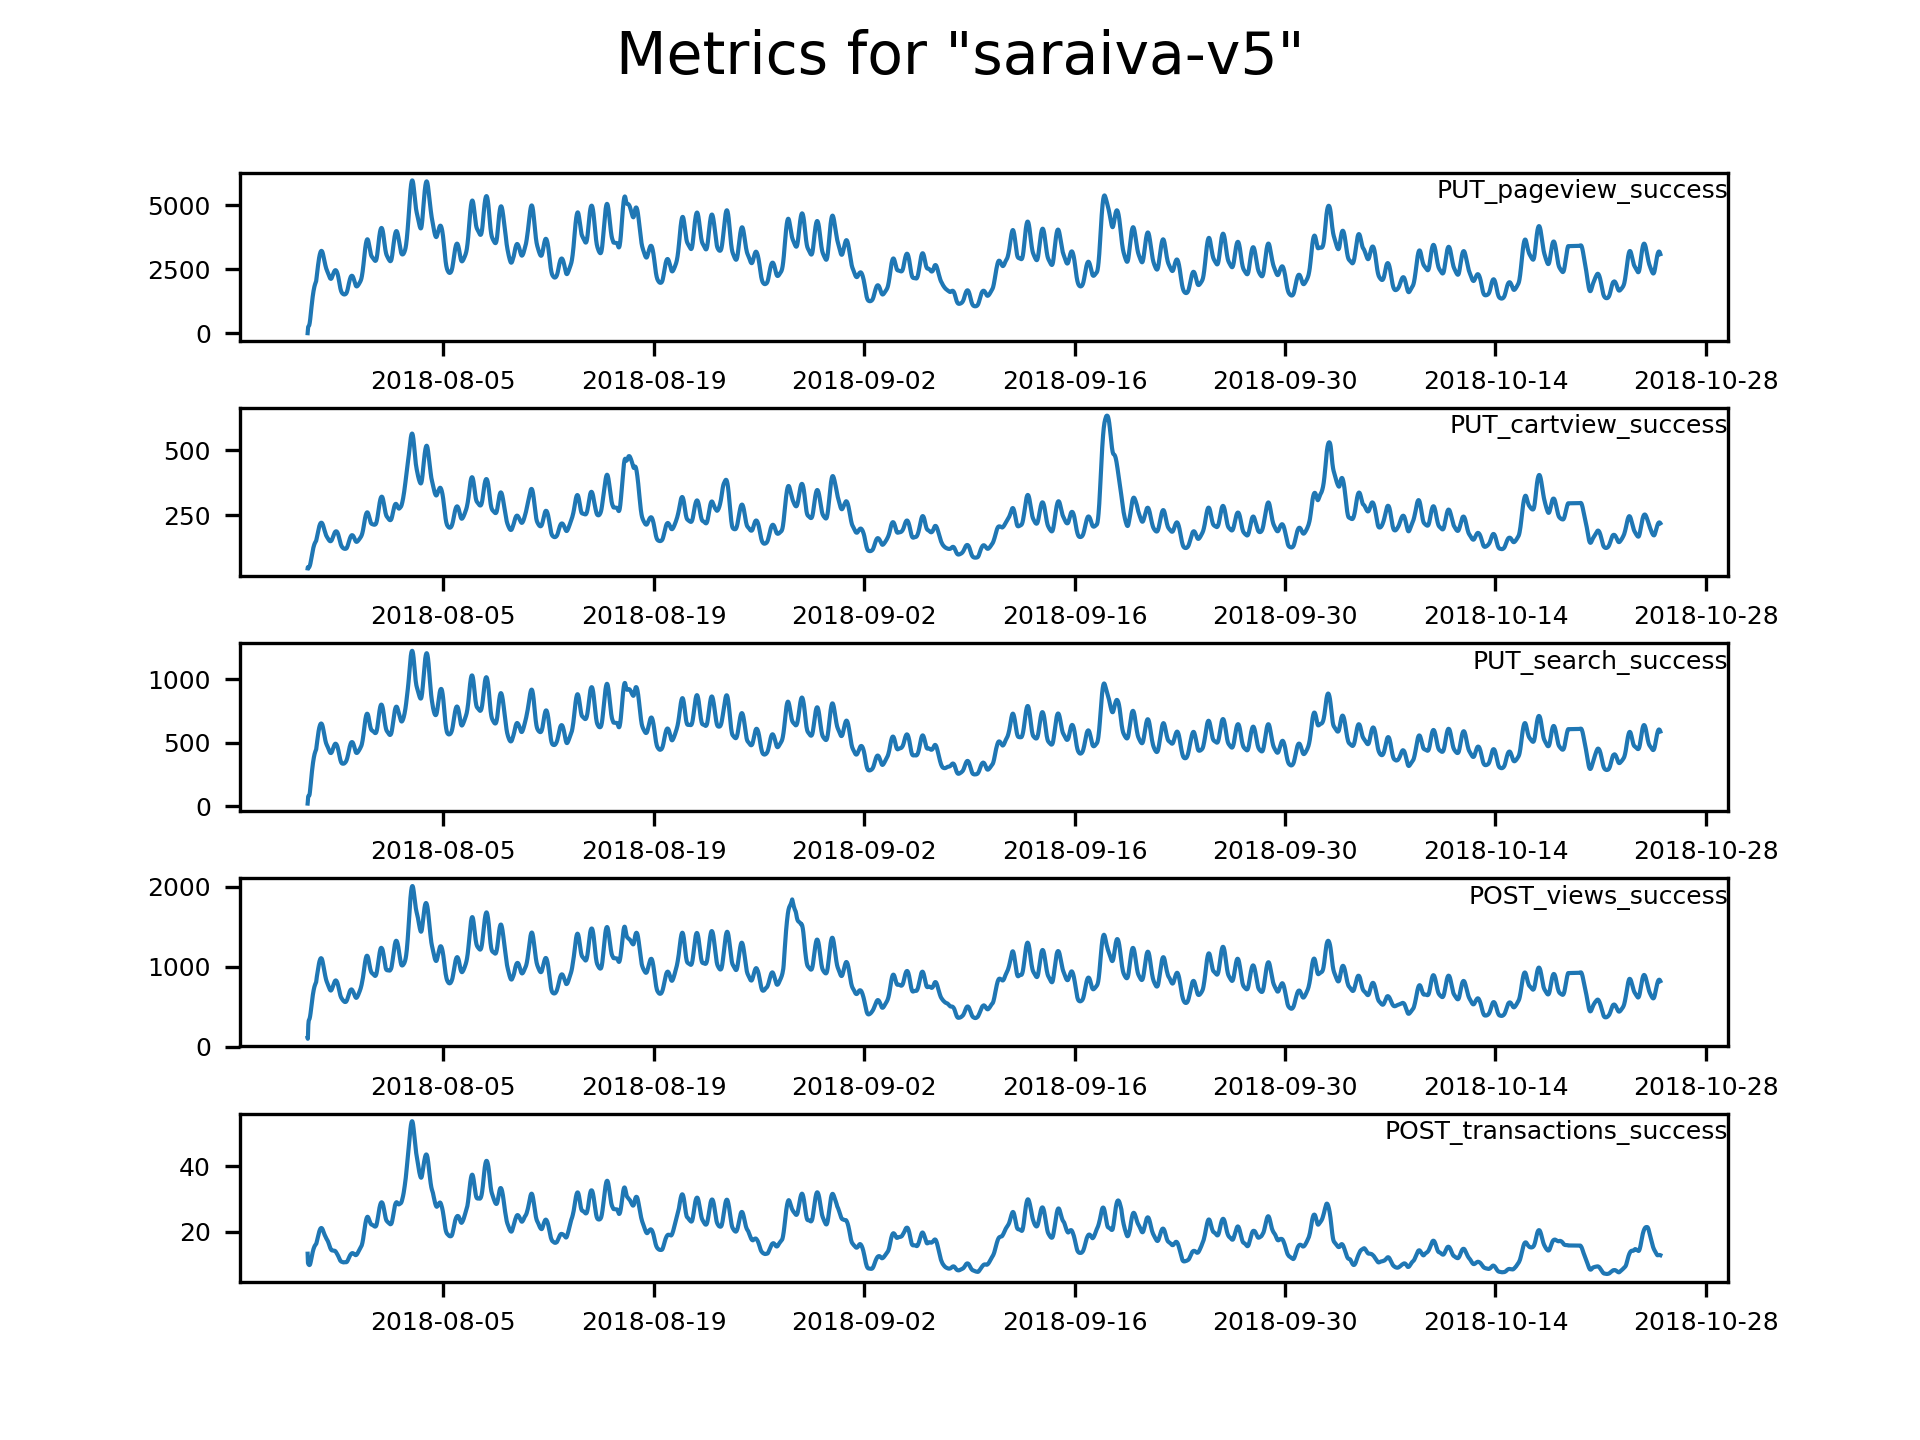 Metrics for "saraiva-v5"
PUT_pageview_success
5000
2500
0
2018-08-05 2018-08-19 2018-09-02 2018-09-16 2018-09-30 2018-10-14 2018-10-28
PUT_cartview_success
500
250
2018-08-05 2018-08-19 2018-09-02 2018-09-16 2018-09-30 2018-10-14 2018-10-28
PUT_search_success
1000
500
0
2018-08-05 2018-08-19 2018-09-02 2018-09-16 2018-09-30 2018-10-14 2018-10-28
POST_views_success
2000
1000
0
2018-08-05 2018-08-19 2018-09-02 2018-09-16 2018-09-30 2018-10-14 2018-10-28
POST_transactions_success
40
20
2018-08-05 2018-08-19 2018-09-02 2018-09-16 2018-09-30 2018-10-14 2018-10-28